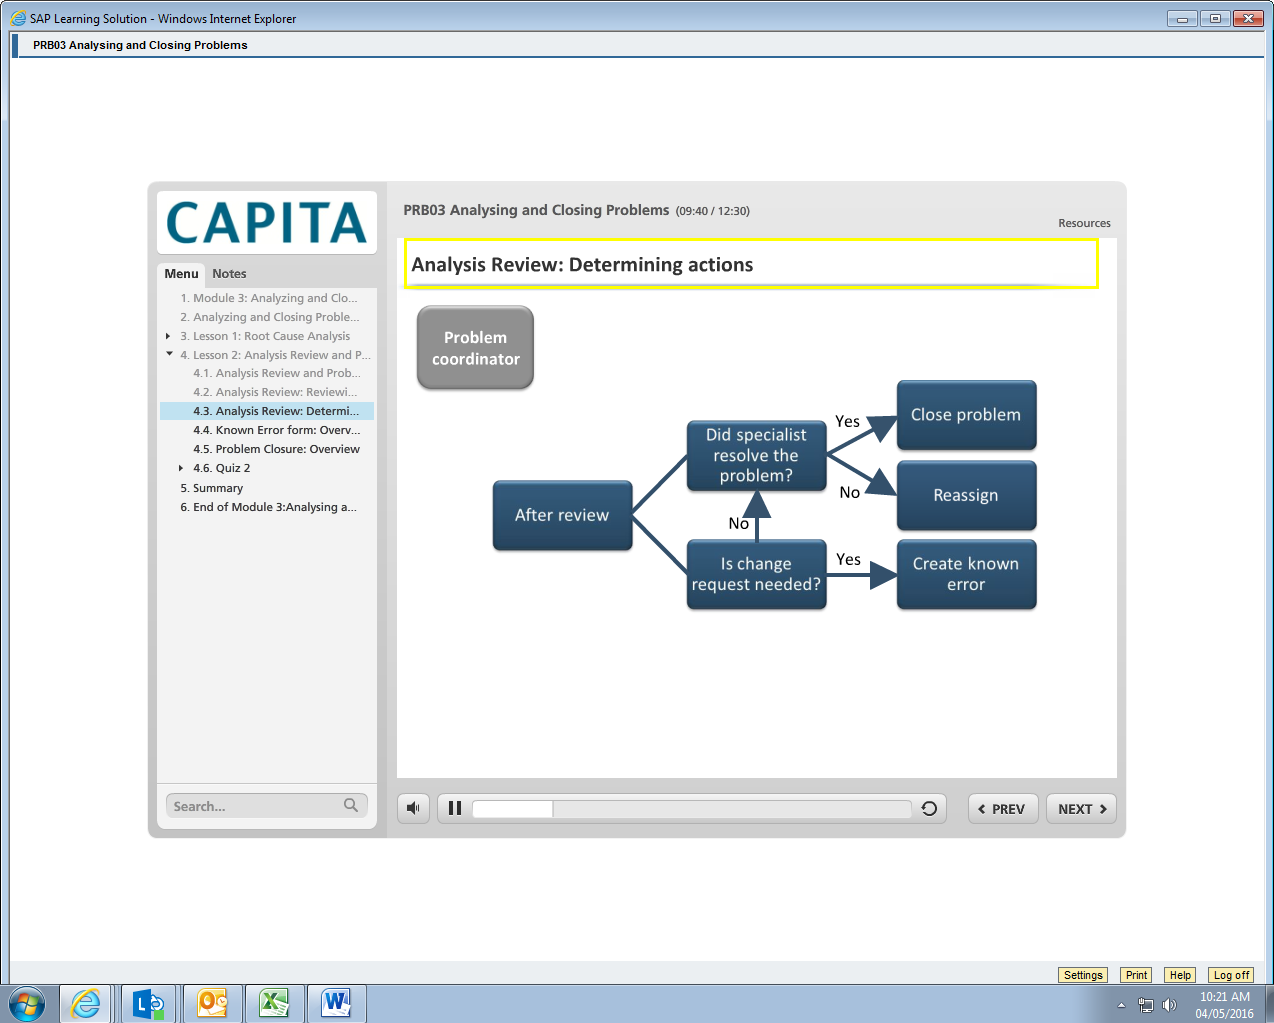 SAP Learning Solution - Windows Internet Explorer
PRB03 Analysing and Closing Problems
CAPITA
PRB03 Analysing and Closing Problems (09:40 / 12:30)
Resources
Menu Notes
1. Module 3: Analyzing and Clo...
2. Analyzing and Closing Proble...
3. Lesson 1: Root Cause Analysis
4. Lesson 2: Analysis Review and P...
4.1. Analysis Review and Prob...
4.2. Analysis Review: Reviewi...
4.3. Analysis Review: Determi...
4.4. Known Error form: Overv...
4.5. Problem Closure: Overview
4.6. Quiz 2
5. Summary
6. End of Module 3:Analysing a...
Search...
Analysis Review: Determining actions
Problem
coordinator
After review
Did specialist
resolve the
problem?
Yes
Close problem
No
Reassign
No
Is change
request needed?
Yes
Create known
error
PREV
NEXT
Settings
Print
Help
Log off
10:21 AM
04/05/2016